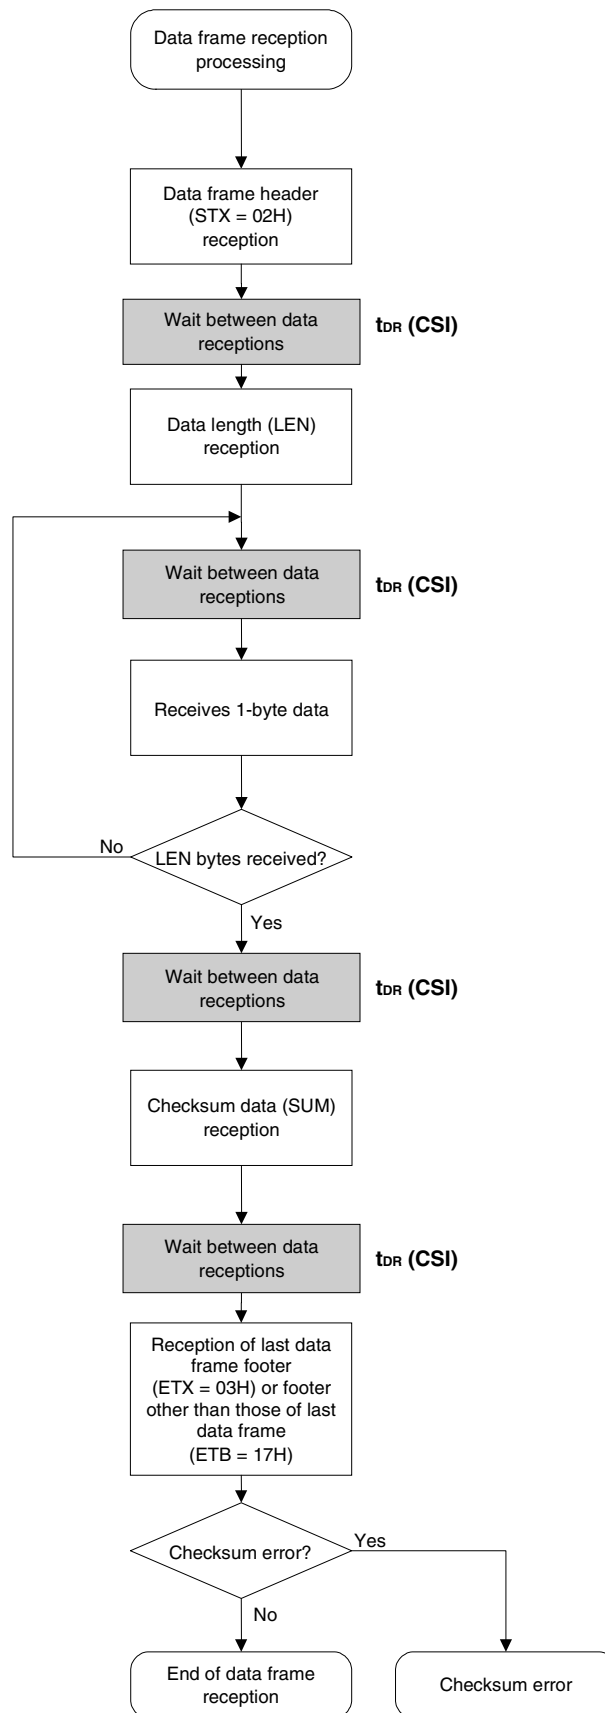 Data frame reception
processing
Data frame header
(STX = 02H)
reception
Wait between data
receptions
tDR (CSI)
Data length (LEN)
reception
Wait between data
receptions
tDR (CSI)
Receives 1-byte data
No
LEN bytes received?
Yes
Wait between data
receptions
tDR (CSI)
Checksum data (SUM)
reception
Wait between data
receptions
tDR (CSI)
Reception of last data
frame footer
(ETX = 03H) or footer
other than those of last
data frame
(ETB = 17H)
Checksum error?
Yes
No
End of data frame
reception
Checksum error